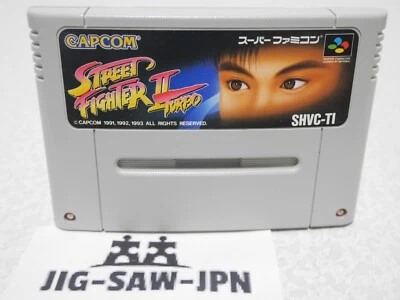 CAPCOM
スーパーファミコン
STREET
FIGHTER II
TURBO
© CAPCOM 1991, 1992, 1993 ALL RIGHTS RESERVED.
SHVC-TI
JIG-SAW-JPN